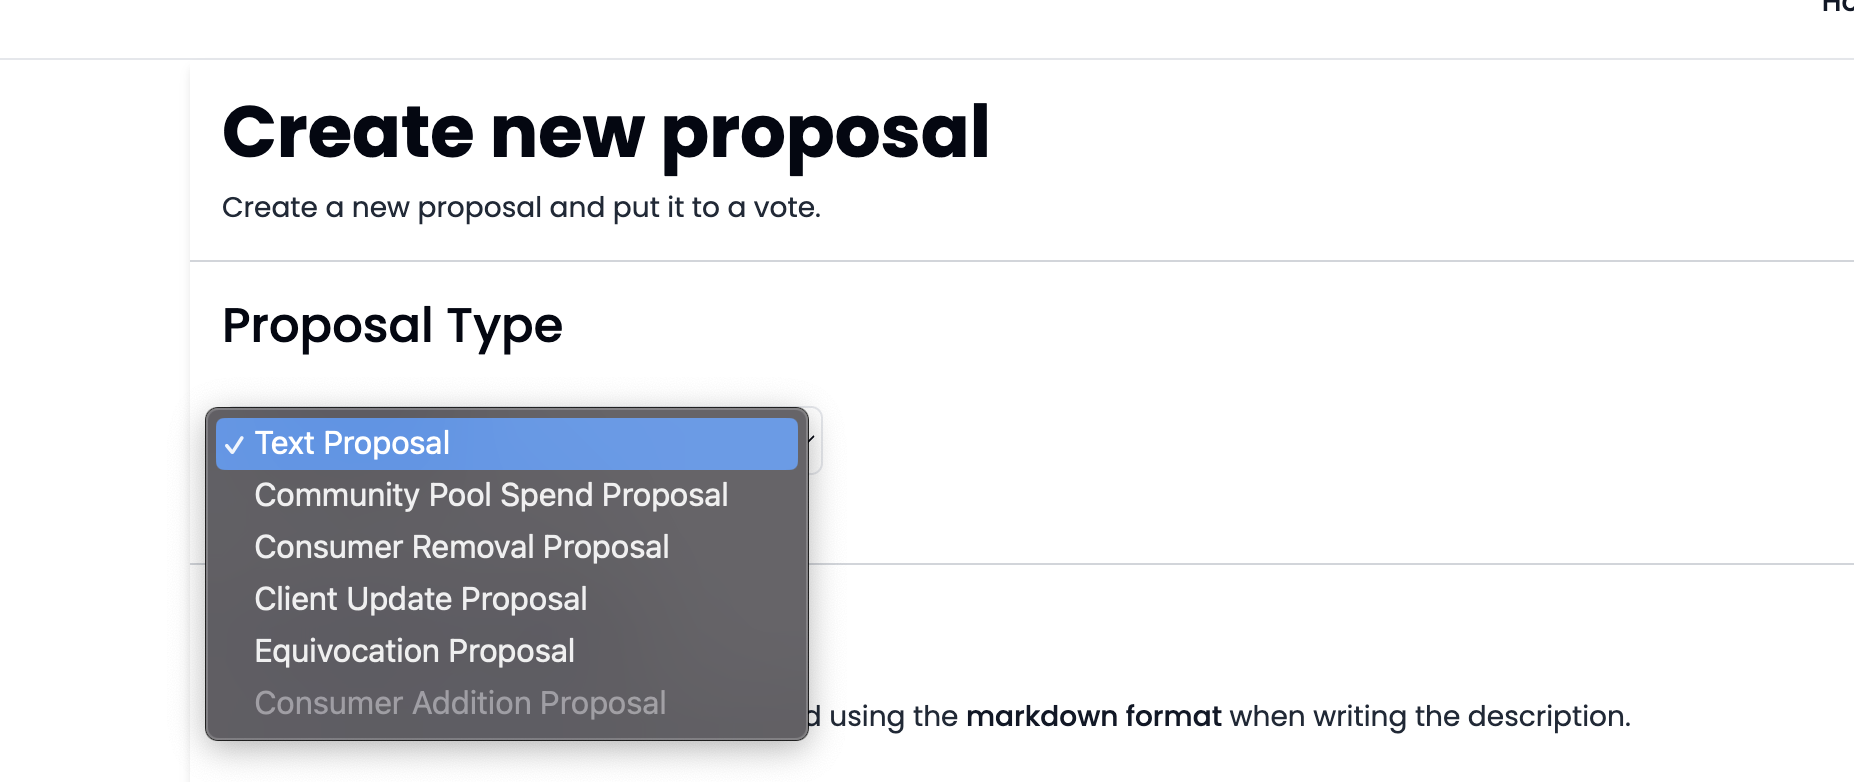 Create new proposal
Create a new proposal and put it to a vote.
Proposal Type
Text Proposal
Community Pool Spend Proposal
Consumer Removal Proposal
Client Update Proposal
Equivocation Proposal
Consumer Addition Proposal
using the markdown format when writing the description.